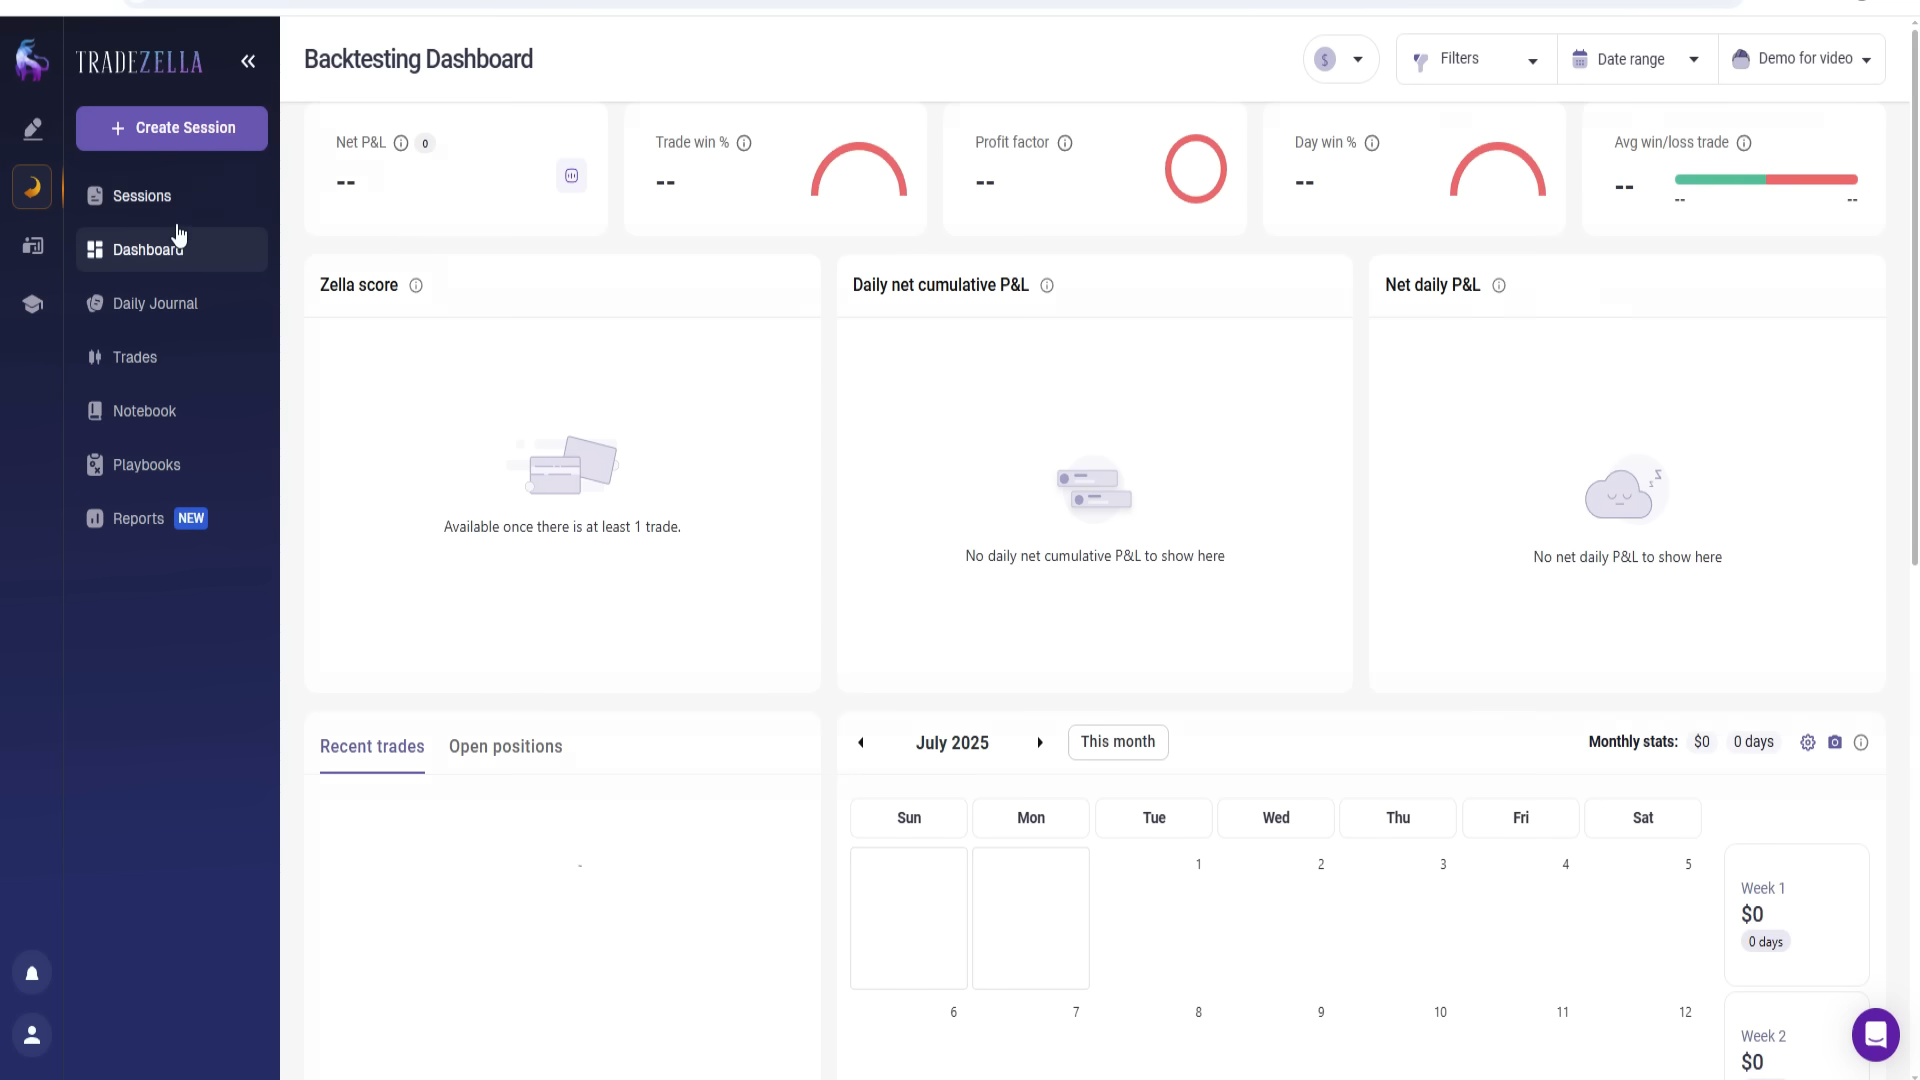 TRADEZELLA
Create Session
Sessions
Dashboard
Daily Journal
Trades
Notebook
Playbooks
Reports NEW
Backtesting Dashboard
$
Filters
Date range
Demo for video
Net P&L 0
--
Trade win %
--
Profit factor
--
Day win %
--
Avg win/loss trade
--
-- --
Zella score
Available once there is at least 1 trade.
Daily net cumulative P&L
No daily net cumulative P&L to show here
Net daily P&L
z z
No net daily P&L to show here
Recent trades Open positions
-
July 2025 This month
Monthly stats: $0 0 days
Sun Mon Tue Wed Thu Fri Sat
1 2 3 4 5
Week 1
$0
0 days
6 7 8 9 10 11 12
Week 2
$0